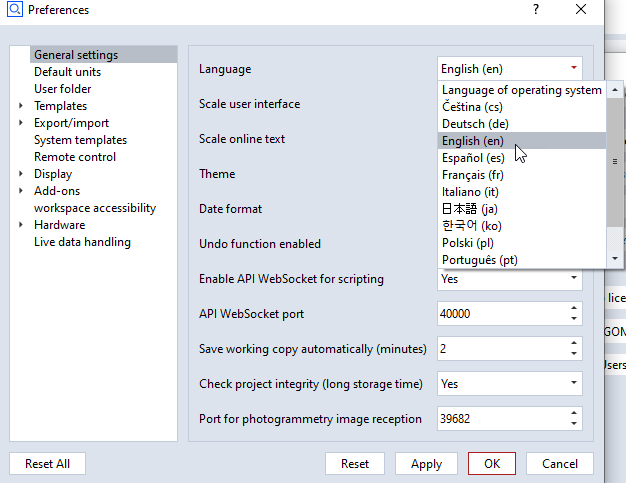 Preferences
?
General settings
Default units
User folder
Templates
Export/import
System templates
Remote control
Display
Add-ons
workspace accessibility
Hardware
Live data handling
Language
English (en)
Language of operating system
Čeština (cs)
Deutsch (de)
English (en)
Español (es)
Français (fr)
Italiano (it)
日本語 (ja)
한국어 (ko)
Polski (pl)
Português (pt)
Scale user interface
Scale online text
Theme
Date format
Undo function enabled
Enable API WebSocket for scripting
Yes
API WebSocket port
40000
Save working copy automatically (minutes)
2
Check project integrity (long storage time)
Yes
Port for photogrammetry image reception
39682
Reset All
Reset
Apply
OK
Cancel